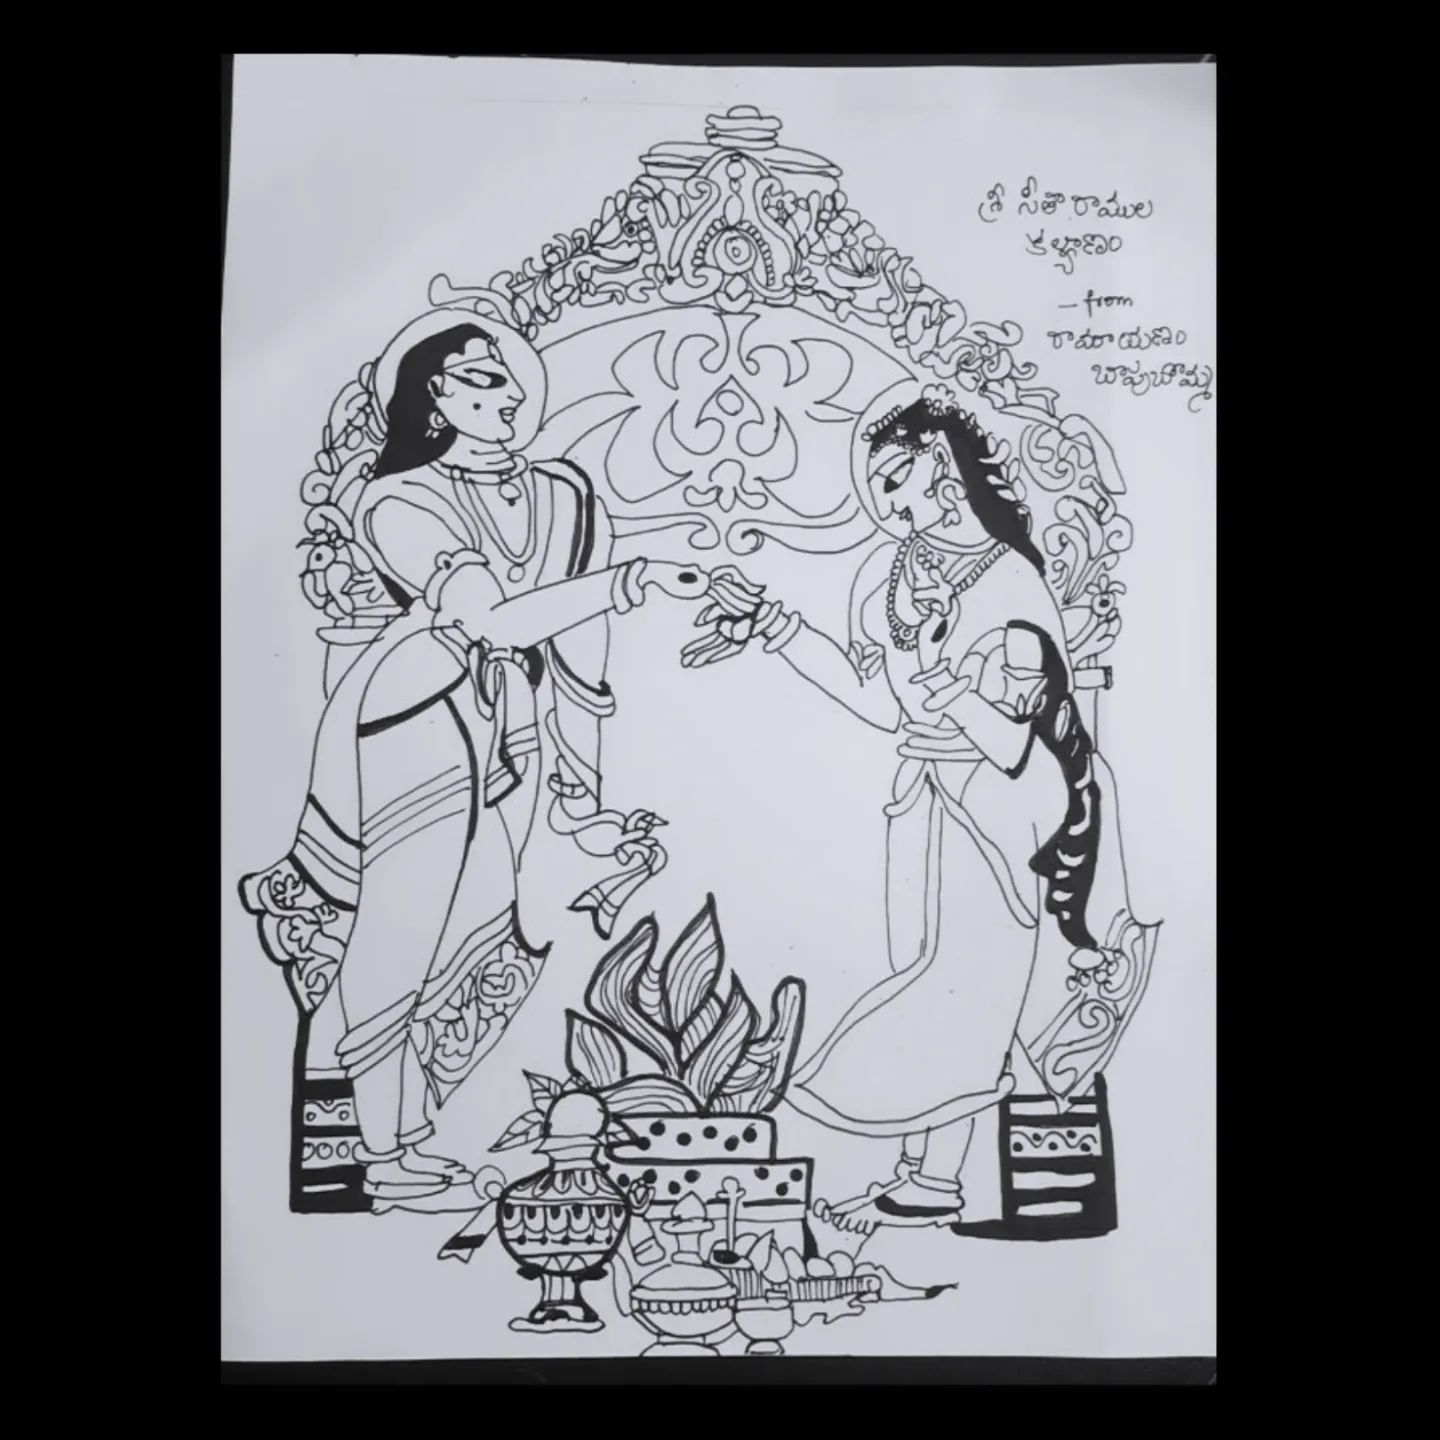 శ్రీ సీతా రాముల
కళ్యాణం
- from
రామాయణం
బాపుబొమ్మ